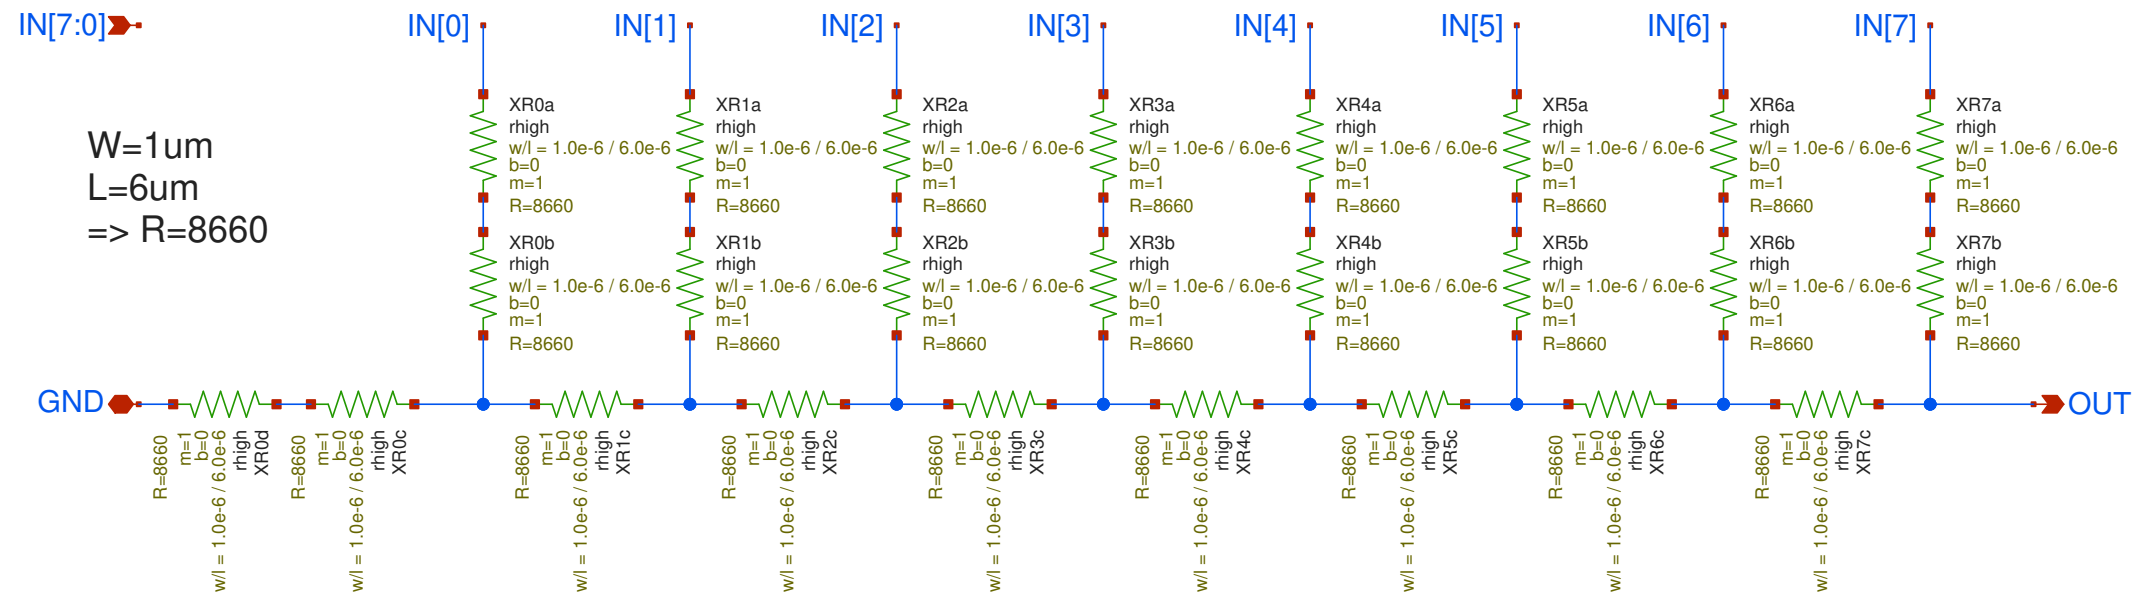 IN[7:0]
IN[0]
IN[1]
IN[2]
IN[3]
IN[4]
IN[5]
IN[6]
IN[7]
W=1um
L=6um
=> R=8660
XR0a
rhigh
w/l = 1.0e-6 / 6.0e-6
b=0
m=1
R=8660
XR1a
rhigh
w/l = 1.0e-6 / 6.0e-6
b=0
m=1
R=8660
XR2a
rhigh
w/l = 1.0e-6 / 6.0e-6
b=0
m=1
R=8660
XR3a
rhigh
w/l = 1.0e-6 / 6.0e-6
b=0
m=1
R=8660
XR4a
rhigh
w/l = 1.0e-6 / 6.0e-6
b=0
m=1
R=8660
XR5a
rhigh
w/l = 1.0e-6 / 6.0e-6
b=0
m=1
R=8660
XR6a
rhigh
w/l = 1.0e-6 / 6.0e-6
b=0
m=1
R=8660
XR7a
rhigh
w/l = 1.0e-6 / 6.0e-6
b=0
m=1
R=8660
XR0b
rhigh
w/l = 1.0e-6 / 6.0e-6
b=0
m=1
R=8660
XR1b
rhigh
w/l = 1.0e-6 / 6.0e-6
b=0
m=1
R=8660
XR2b
rhigh
w/l = 1.0e-6 / 6.0e-6
b=0
m=1
R=8660
XR3b
rhigh
w/l = 1.0e-6 / 6.0e-6
b=0
m=1
R=8660
XR4b
rhigh
w/l = 1.0e-6 / 6.0e-6
b=0
m=1
R=8660
XR5b
rhigh
w/l = 1.0e-6 / 6.0e-6
b=0
m=1
R=8660
XR6b
rhigh
w/l = 1.0e-6 / 6.0e-6
b=0
m=1
R=8660
XR7b
rhigh
w/l = 1.0e-6 / 6.0e-6
b=0
m=1
R=8660
GND
OUT
R=8660
m=1
b=0
w/l = 1.0e-6 / 6.0e-6
rhigh
XR0d
R=8660
m=1
b=0
w/l = 1.0e-6 / 6.0e-6
rhigh
XR0c
R=8660
m=1
b=0
w/l = 1.0e-6 / 6.0e-6
rhigh
XR1c
R=8660
m=1
b=0
w/l = 1.0e-6 / 6.0e-6
rhigh
XR2c
R=8660
m=1
b=0
w/l = 1.0e-6 / 6.0e-6
rhigh
XR3c
R=8660
m=1
b=0
w/l = 1.0e-6 / 6.0e-6
rhigh
XR4c
R=8660
m=1
b=0
w/l = 1.0e-6 / 6.0e-6
rhigh
XR5c
R=8660
m=1
b=0
w/l = 1.0e-6 / 6.0e-6
rhigh
XR6c
R=8660
m=1
b=0
w/l = 1.0e-6 / 6.0e-6
rhigh
XR7c